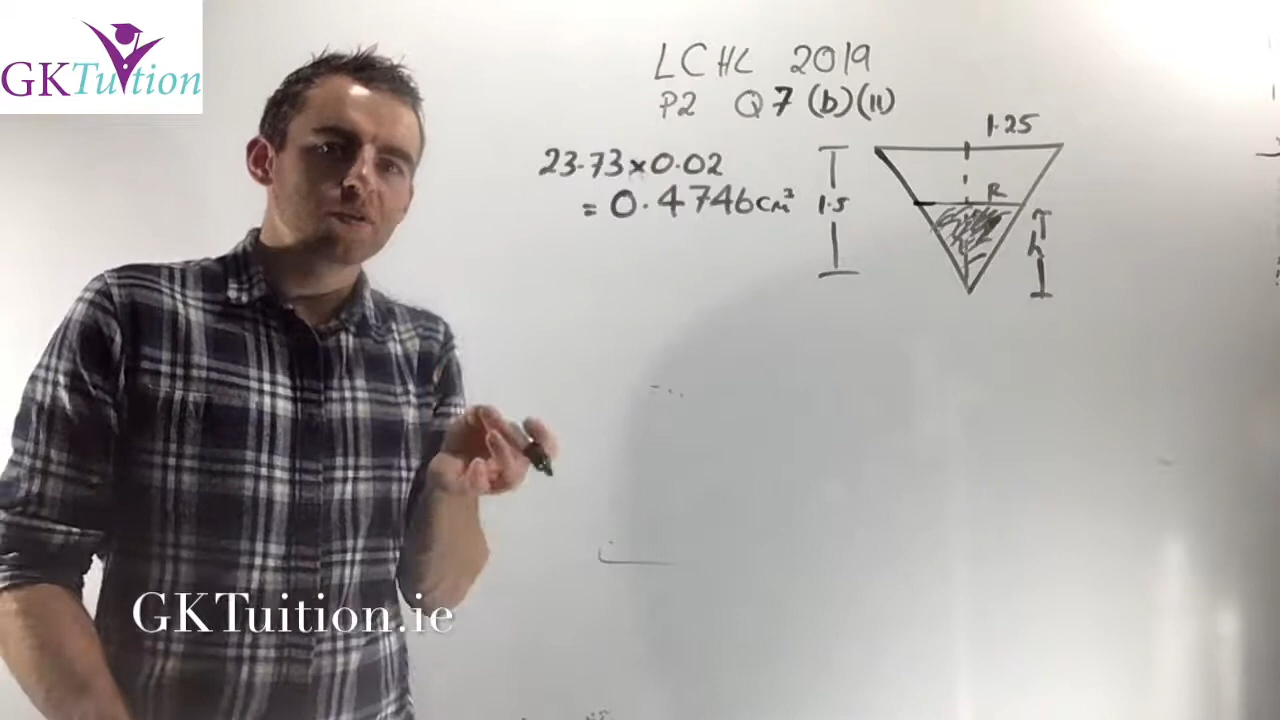 GKTuition
LCHL 2019
P2 Q7 (b)(II)
23.73 x 0.02
= 0.4746cm³
1.25
1.5
R
h
GKTuition.ie